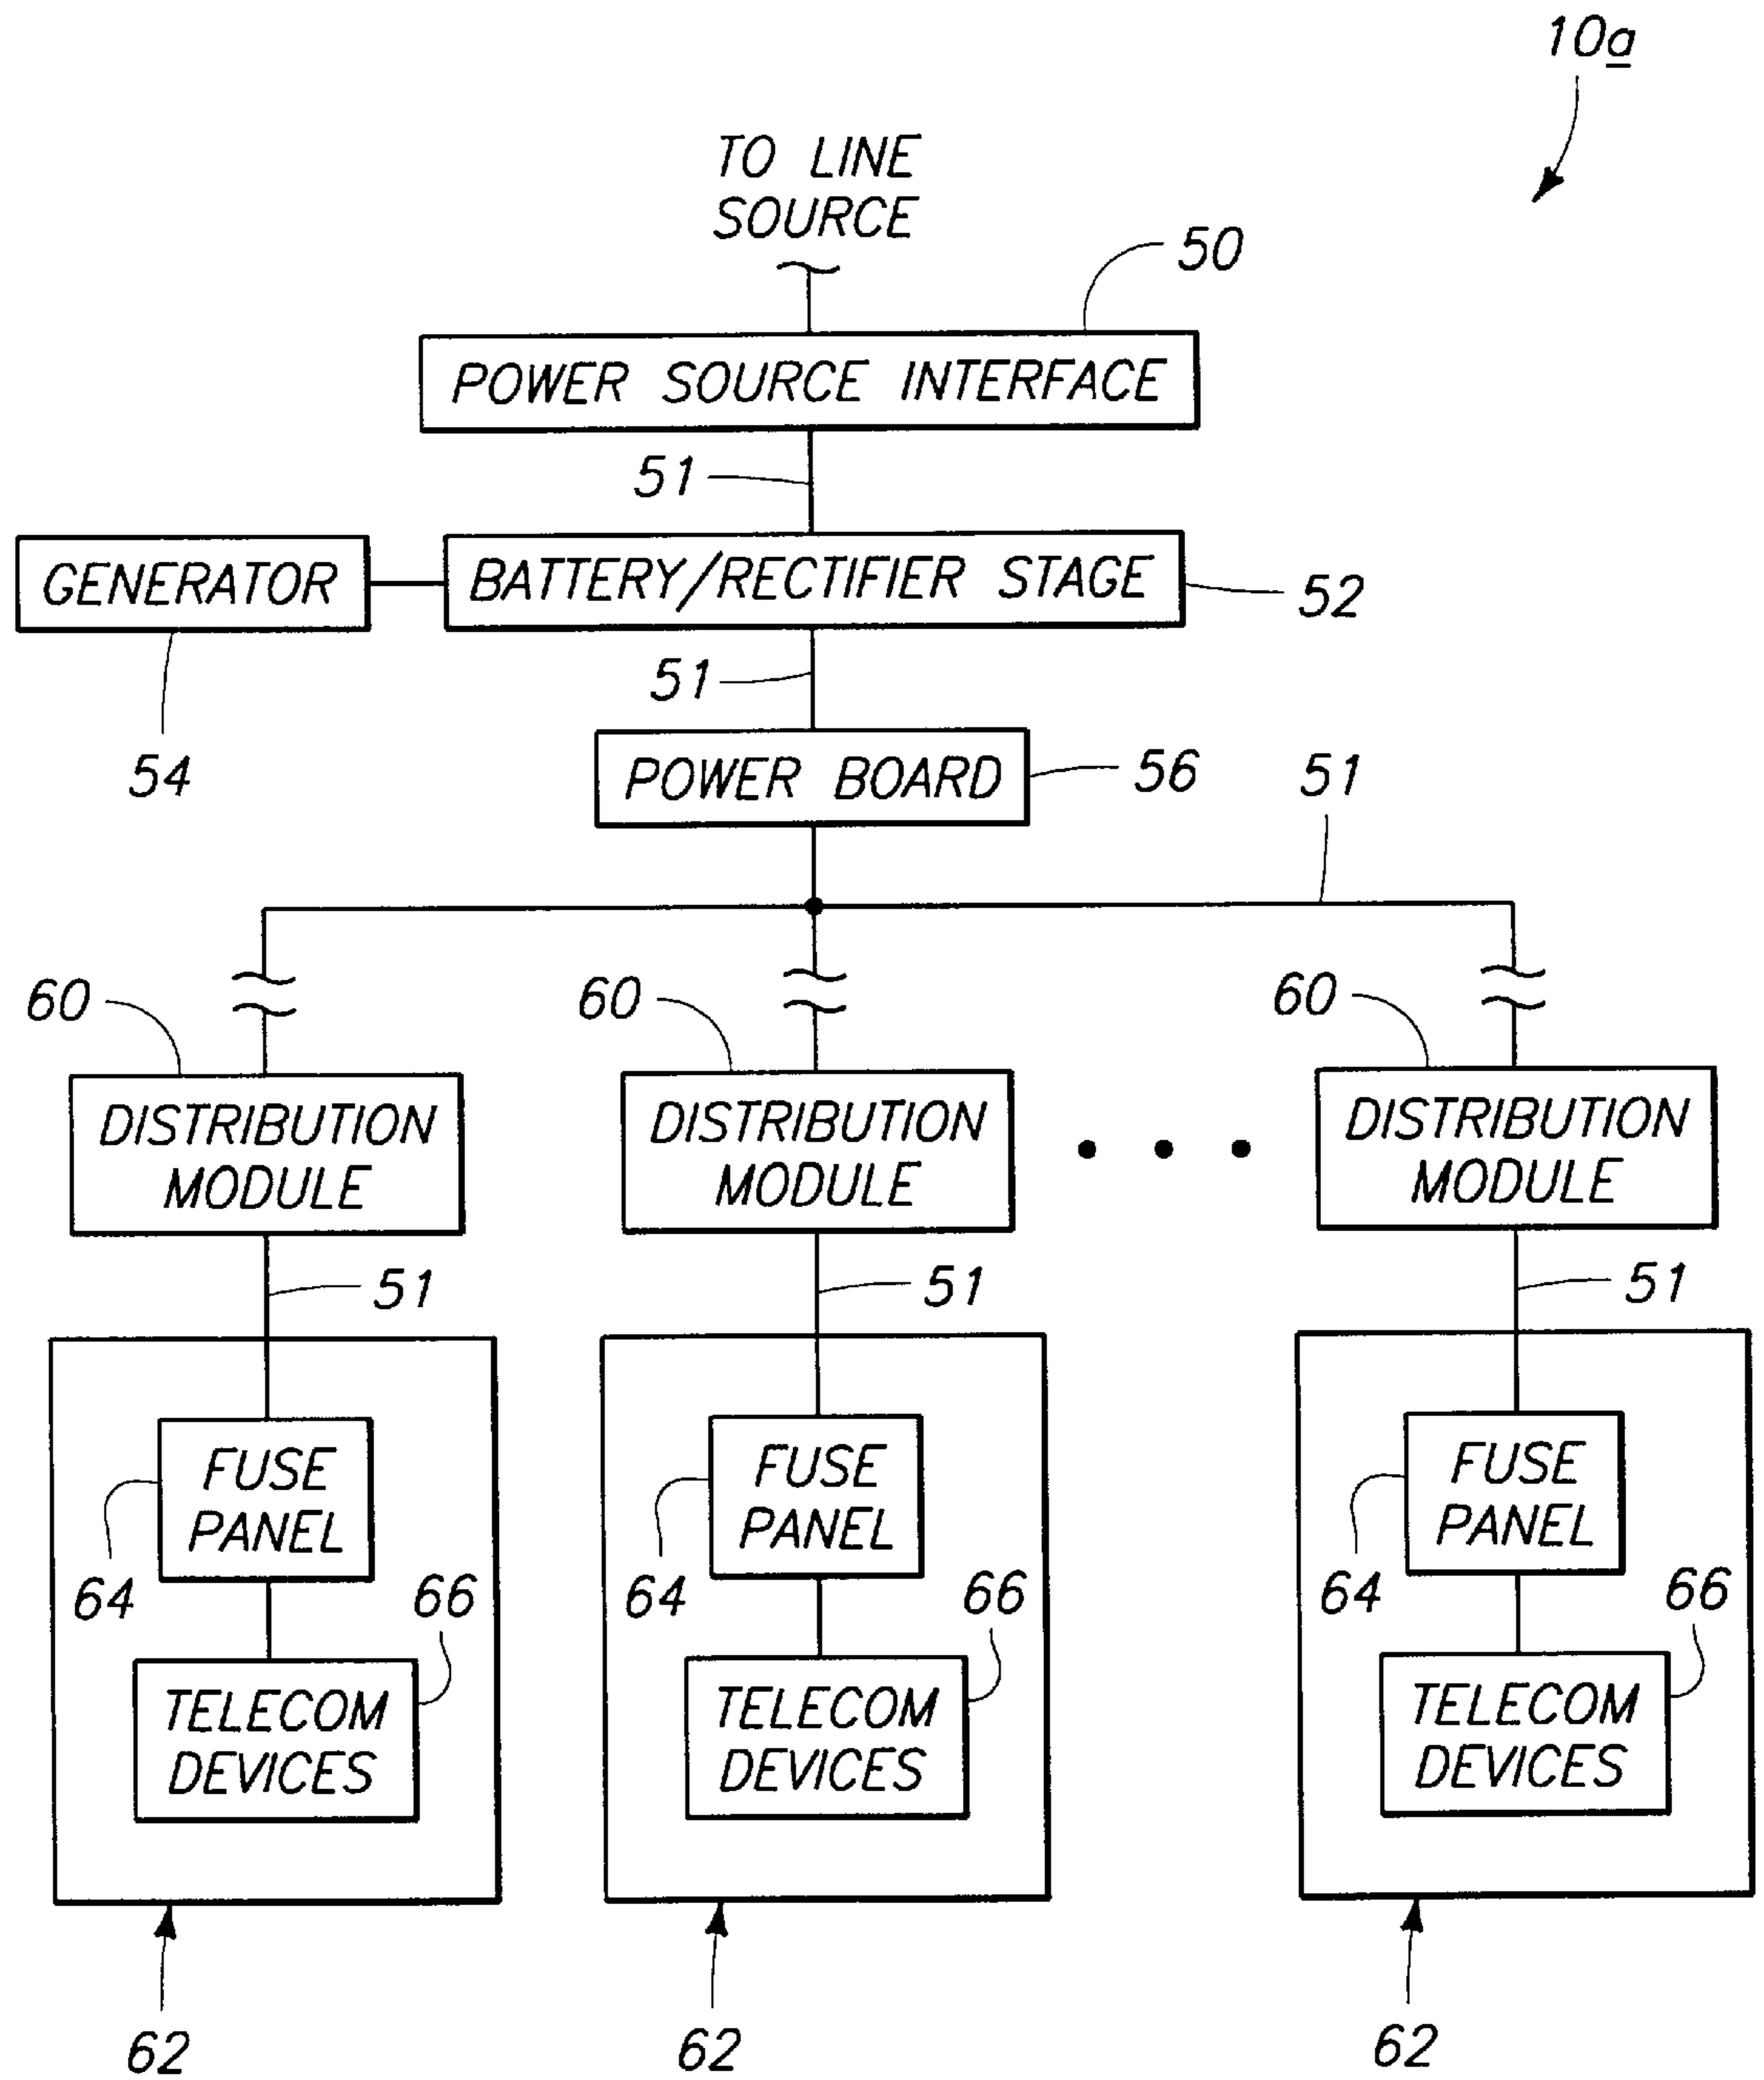 10a
TO LINE
SOURCE
50
POWER SOURCE INTERFACE
51
GENERATOR
BATTERY/RECTIFIER STAGE
52
51
54
POWER BOARD
56
51
60
60
60
DISTRIBUTION
MODULE
DISTRIBUTION
MODULE
DISTRIBUTION
MODULE
51
51
51
FUSE
PANEL
64
66
TELECOM
DEVICES
FUSE
PANEL
64
66
TELECOM
DEVICES
FUSE
PANEL
64
66
TELECOM
DEVICES
62
62
62